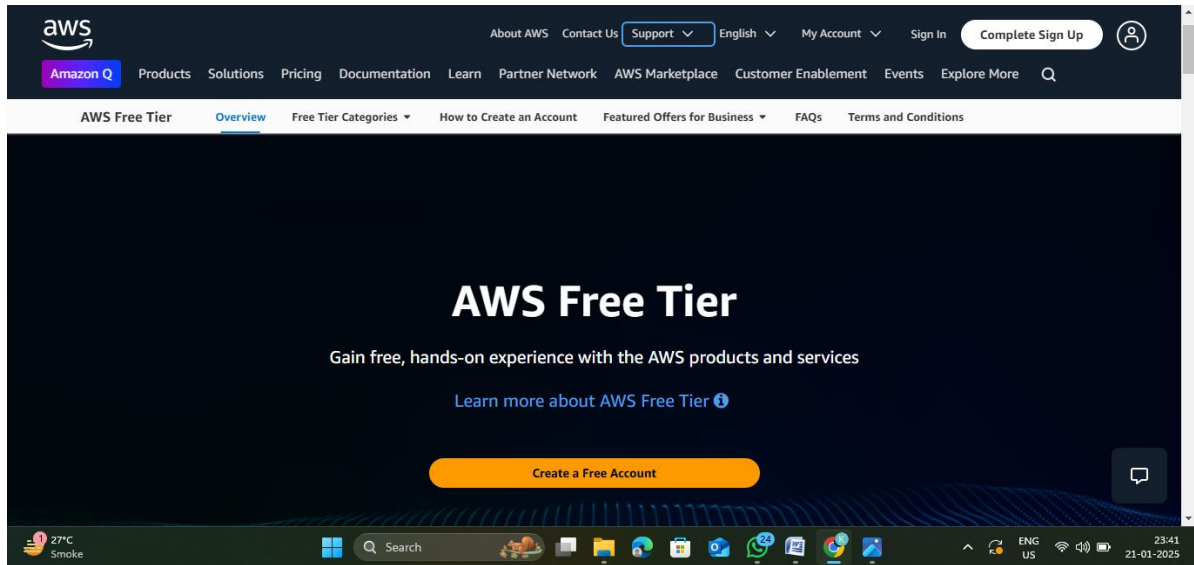 aws
About AWS Contact Us Support English My Account Sign In Complete Sign Up
Amazon Q Products Solutions Pricing Documentation Learn Partner Network AWS Marketplace Customer Enablement Events Explore More
AWS Free Tier Overview Free Tier Categories How to Create an Account Featured Offers for Business FAQs Terms and Conditions
AWS Free Tier
Gain free, hands-on experience with the AWS products and services
Learn more about AWS Free Tier
Create a Free Account
1 27°C Search 24 K ENG 23:41
Smoke US 21-01-2025